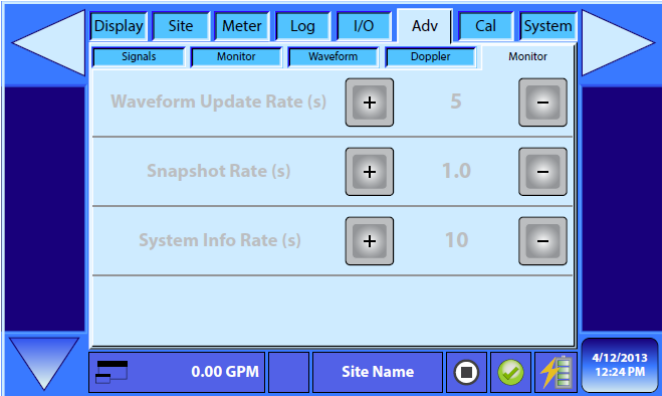 Display Site Meter Log I/O Adv Cal System
Signals Monitor Waveform Doppler Monitor
Waveform Update Rate (s) + 5 −
Snapshot Rate (s) + 1.0 −
System Info Rate (s) + 10 −
0.00 GPM Site Name
4/12/2013
12:24 PM